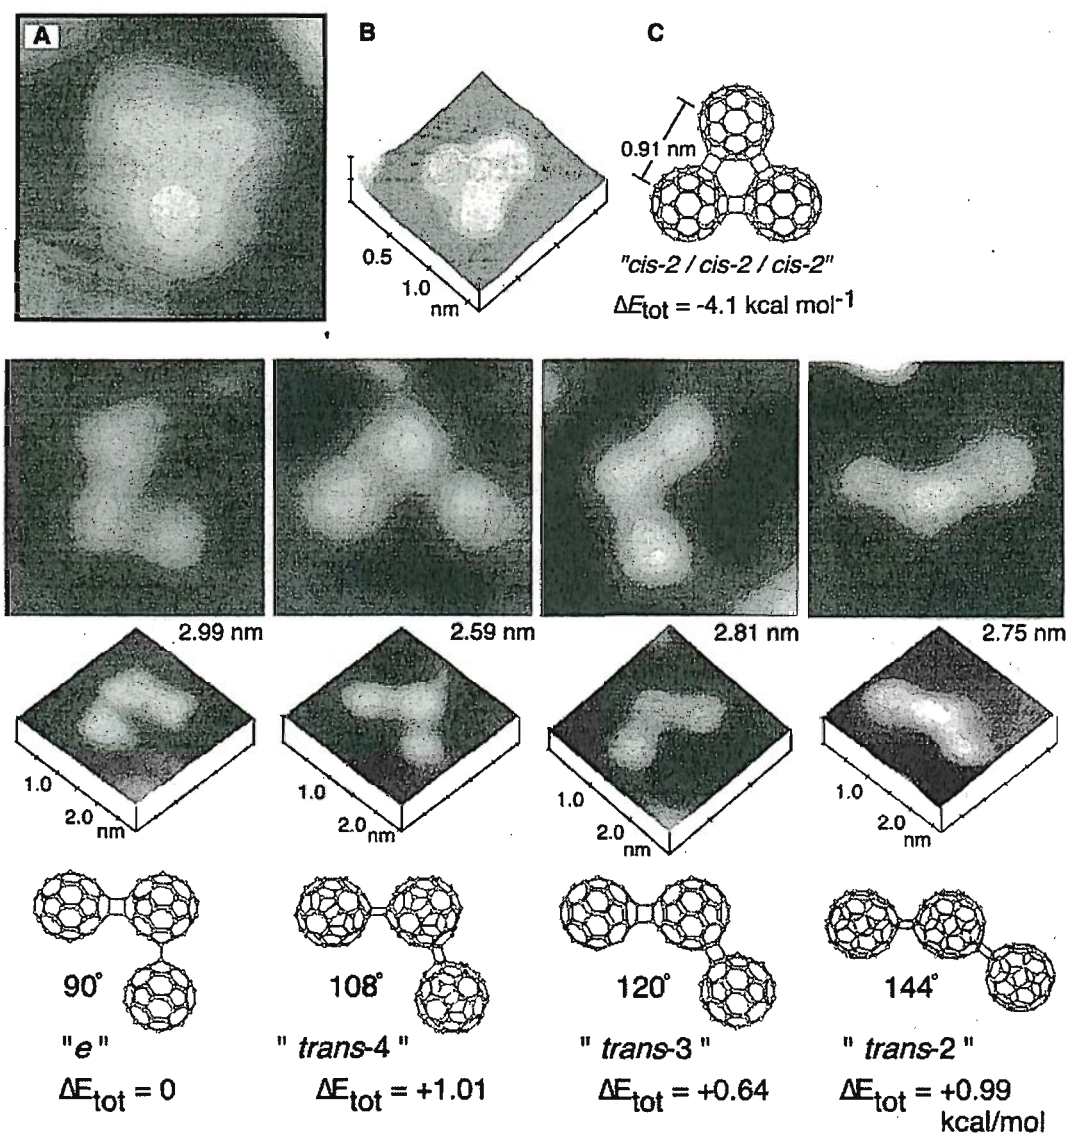 A
B
C
0.91 nm
0.5
1.0
nm
"cis-2 / cis-2 / cis-2"
ΔEtot = -4.1 kcal mol-1
2.99 nm
2.59 nm
2.81 nm
2.75 nm
1.0
2.0
nm
1.0
2.0
nm
1.0
2.0
nm
1.0
2.0
nm
90°
108°
120°
144°
"e"
" trans-4 "
" trans-3 "
" trans-2 "
ΔEtot = 0
ΔEtot = +1.01
ΔEtot = +0.64
ΔEtot = +0.99
kcal/mol